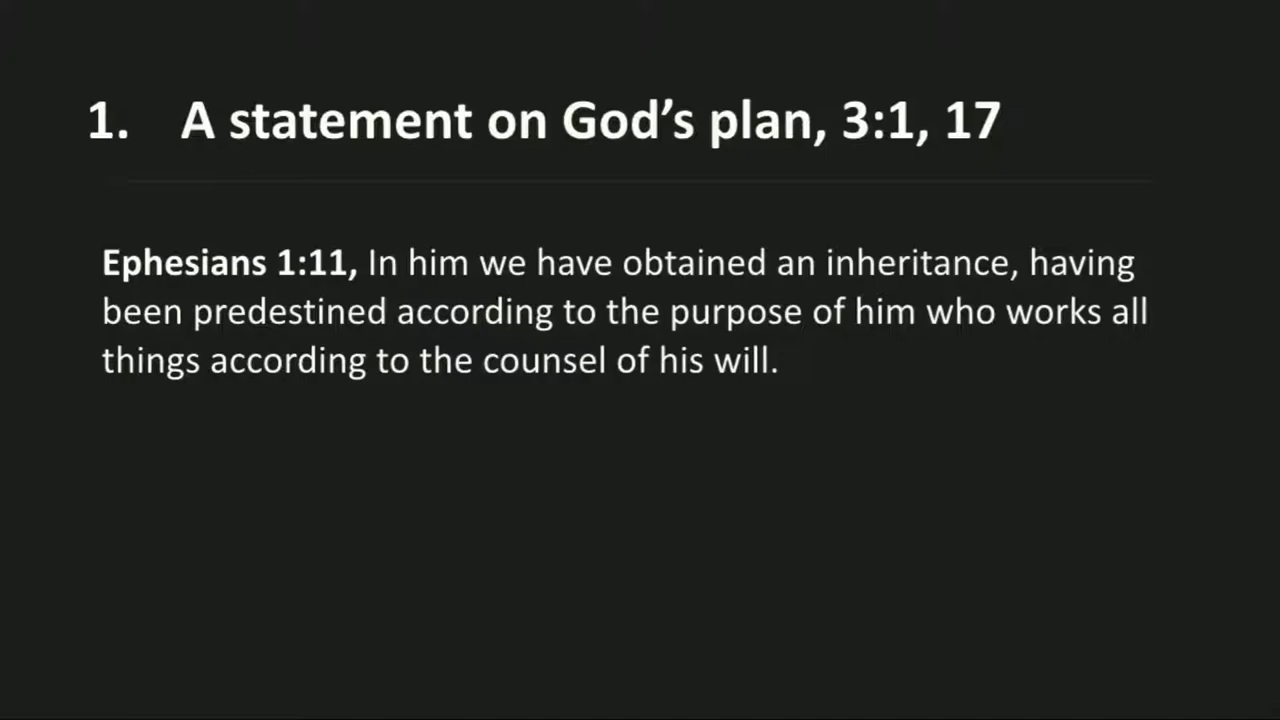 1. A statement on God’s plan, 3:1, 17
Ephesians 1:11, In him we have obtained an inheritance, having
been predestined according to the purpose of him who works all
things according to the counsel of his will.